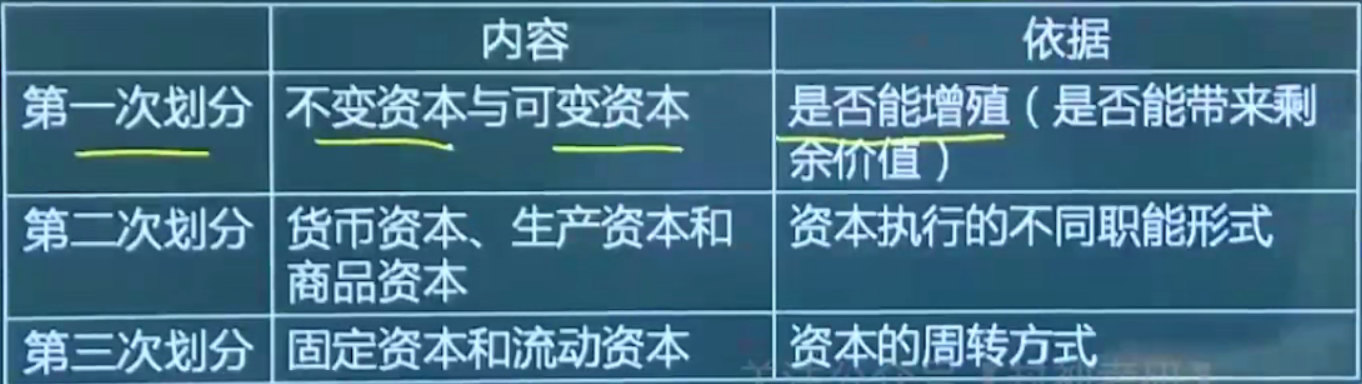 内容 依据
第一次划分 不变资本与可变资本 是否能增殖（是否能带来剩
余价值）
第二次划分 货币资本、生产资本和 资本执行的不同职能形式
商品资本
第三次划分 固定资本和流动资本 资本的周转方式